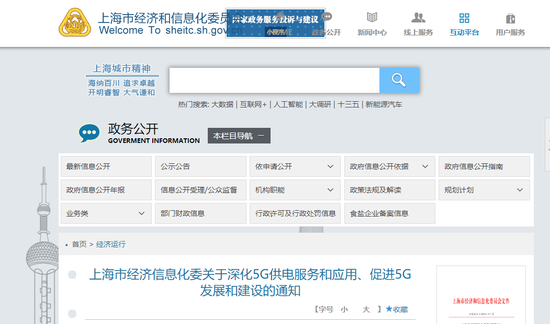 上海市经济和信息化委员
Welcome To sheitc.sh.gov
国家政务服务投诉与建议
小程序
政务公开 新闻中心 线上服务 互动平台 用户服务
上海城市精神
海纳百川 追求卓越
开明睿智 大气谦和
热门搜索: 大数据 | 互联网+ | 人工智能 | 大调研 | 十三五 | 新能源汽车
政务公开
GOVERMENT INFORMATION
本栏目导航 —
最新信息公开 公示公告 依申请公开 政府信息公开依据 政府信息公开指南
政府信息公开年报 信息公开受理/公众监督 机构职能 政策法规及解读 规划计划
业务类 部门财政信息 行政许可及行政处罚信息 食盐企业备案信息
首页 > 经济运行
上海市经济信息化委关于深化5G供电服务和应用、促进5G
发展和建设的通知
【字号 小 大 】 ★收藏
上海市经济和信息化委员会文件